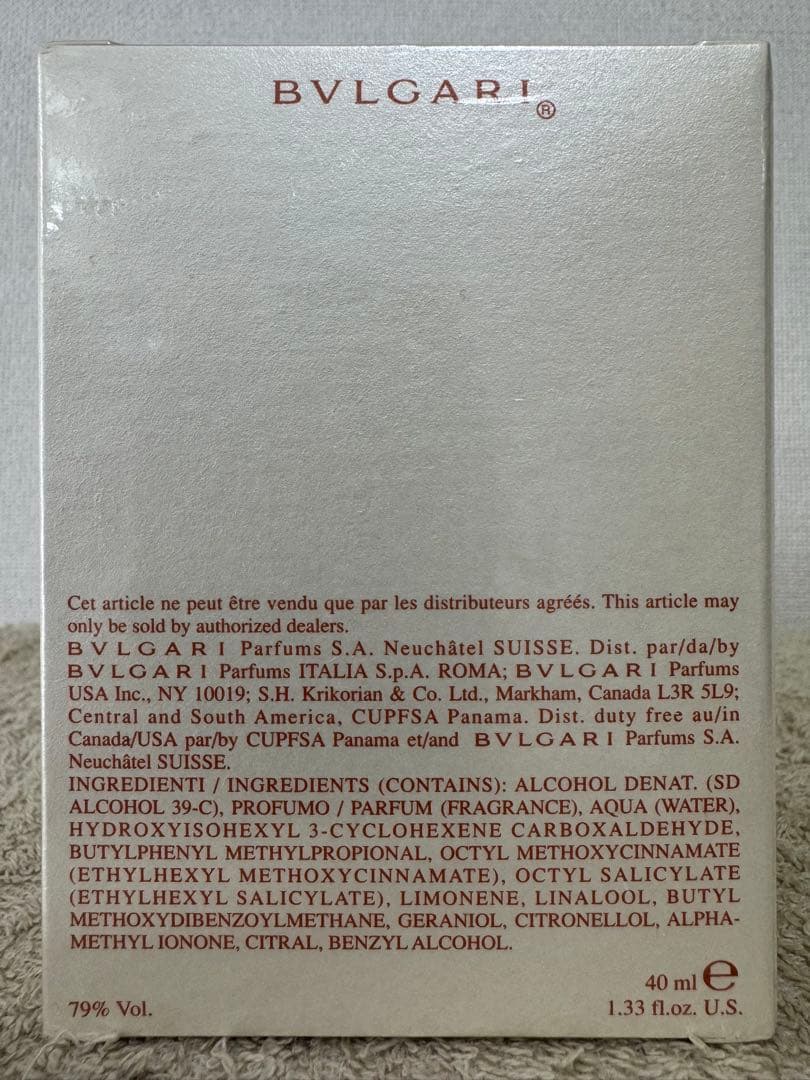 BVLGARI®
Cet article ne peut être vendu que par les distributeurs agréés. This article may
only be sold by authorized dealers.
BVLGARI Parfums S.A. Neuchâtel SUISSE. Dist. par/da/by
BVLGARI Parfums ITALIA S.p.A. ROMA; BVLGARI Parfums
USA Inc., NY 10019; S.H. Krikorian & Co. Ltd., Markham, Canada L3R 5L9;
Central and South America, CUPFSA Panama. Dist. duty free au/in
Canada/USA par/by CUPFSA Panama et/and BVLGARI Parfums S.A.
Neuchâtel SUISSE.
INGREDIENTI / INGREDIENTS (CONTAINS): ALCOHOL DENAT. (SD
ALCOHOL 39-C), PROFUMO / PARFUM (FRAGRANCE), AQUA (WATER),
HYDROXYISOHEXYL 3-CYCLOHEXENE CARBOXALDEHYDE,
BUTYLPHENYL METHYLPROPIONAL, OCTYL METHOXYCINNAMATE
(ETHYLHEXYL METHOXYCINNAMATE), OCTYL SALICYLATE
(ETHYLHEXYL SALICYLATE), LIMONENE, LINALOOL, BUTYL
METHOXYDIBENZOYLMETHANE, GERANIOL, CITRONELLOL, ALPHA-
METHYL IONONE, CITRAL, BENZYL ALCOHOL.
40 ml ℮
79% Vol. 1.33 fl.oz. U.S.